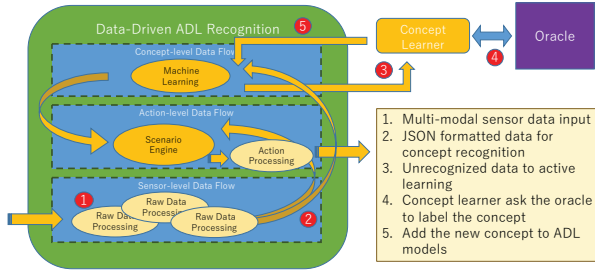 Data-Driven ADL Recognition
5
Concept
Learner
Oracle
4
3
Concept-level Data Flow
Machine
Learning
Action-level Data Flow
Scenario
Engine
Action
Processing
Sensor-level Data Flow
1
Raw Data
Processing
Raw Data
Processing
Raw Data
Processing
2
1. Multi-modal sensor data input
2. JSON formatted data for
concept recognition
3. Unrecognized data to active
learning
4. Concept learner ask the oracle
to label the concept
5. Add the new concept to ADL
models